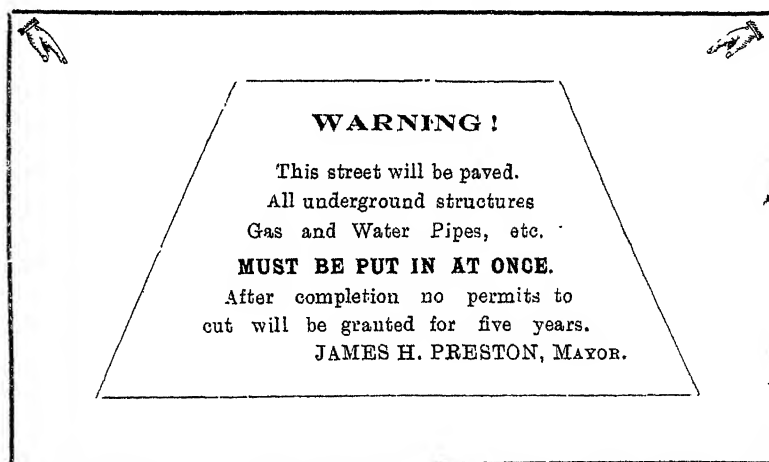 WARNING!
This street will be paved.
All underground structures
Gas and Water Pipes, etc.
MUST BE PUT IN AT ONCE.
After completion no permits to
cut will be granted for five years.
JAMES H. PRESTON, MAYOR.